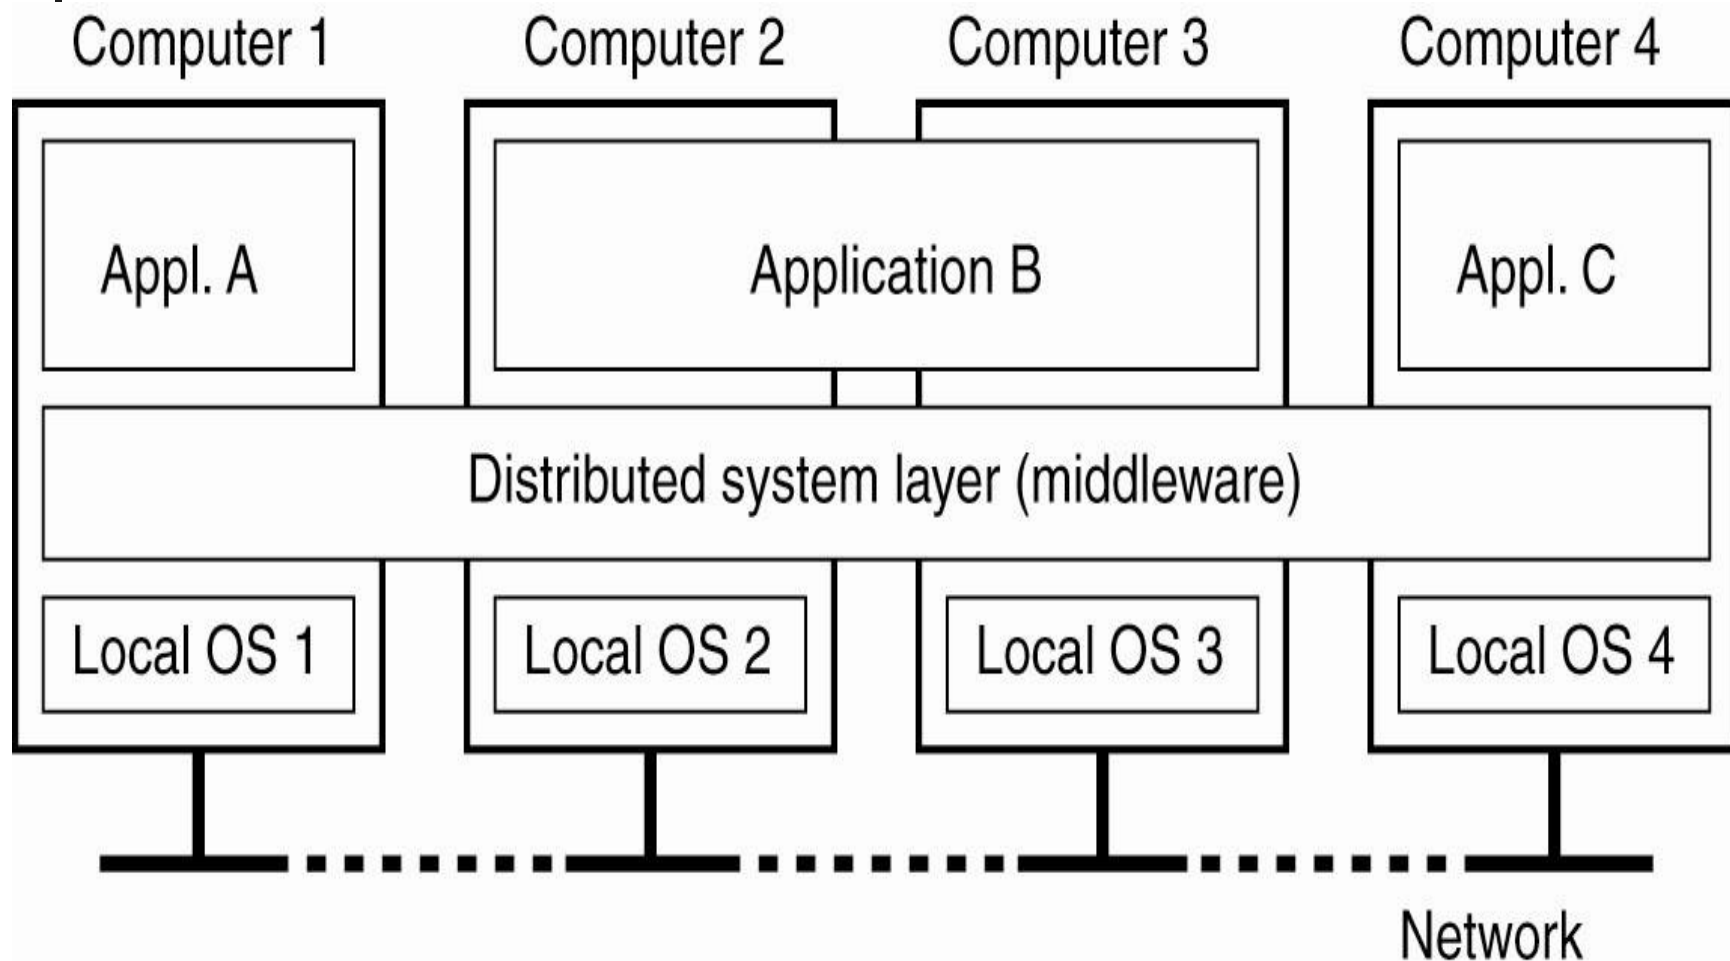 Computer 1 Computer 2 Computer 3 Computer 4
Appl. A Application B Appl. C
Distributed system layer (middleware)
Local OS 1 Local OS 2 Local OS 3 Local OS 4
Network